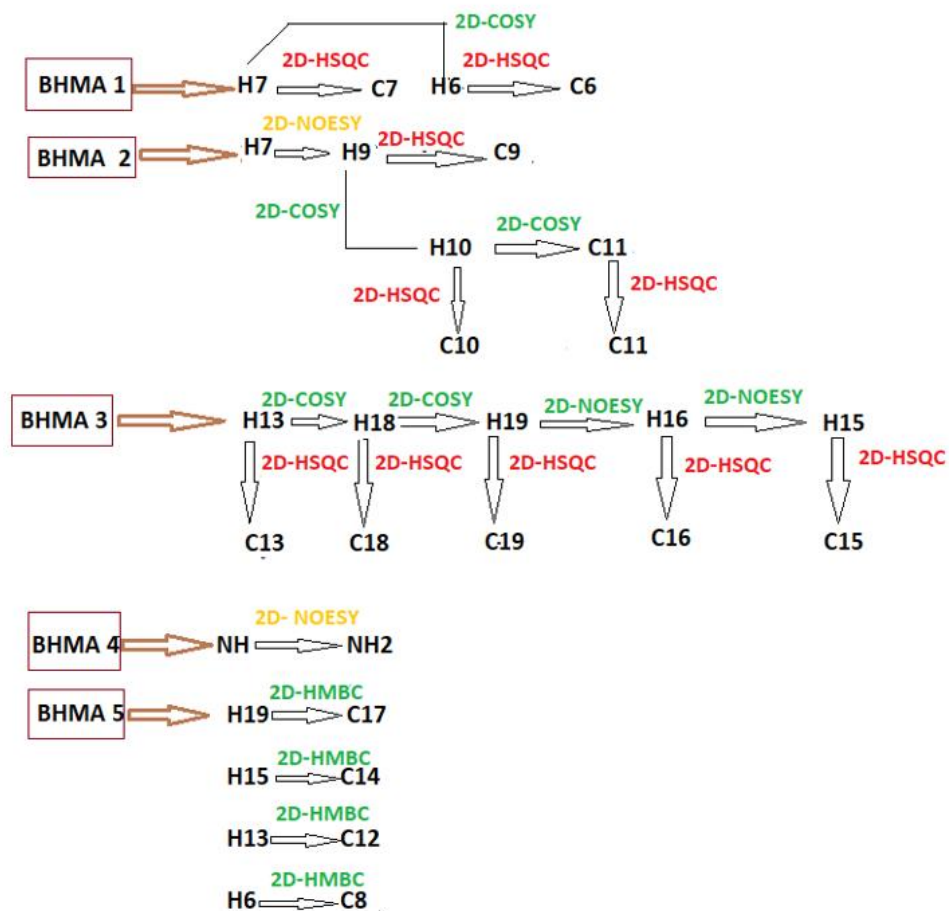 2D-COSY
2D-HSQC 2D-HSQC
BHMA 1 H7 C7 H6 C6
2D-NOESY 2D-HSQC
BHMA 2 H7 H9 C9
2D-COSY 2D-COSY
H10 C11
2D-HSQC 2D-HSQC
C10 C11
2D-COSY 2D-COSY 2D-NOESY 2D-NOESY
BHMA 3 H13 H18 H19 H16 H15
2D-HSQC 2D-HSQC 2D-HSQC 2D-HSQC 2D-HSQC
C13 C18 C19 C16 C15
2D- NOESY
BHMA 4 NH NH2
2D-HMBC
BHMA 5 H19 C17
2D-HMBC
H15 C14
2D-HMBC
H13 C12
2D-HMBC
H6 C8